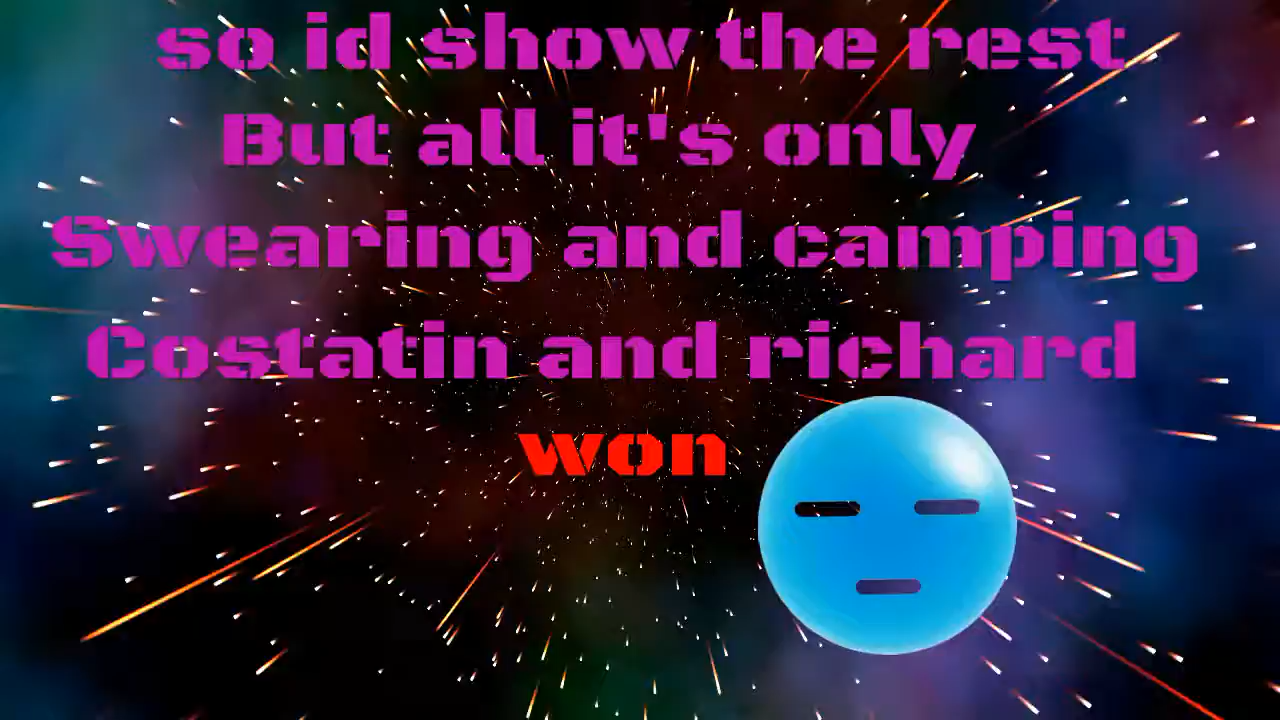 so id show the rest
But all it's only
Swearing and camping
Costatin and richard
won